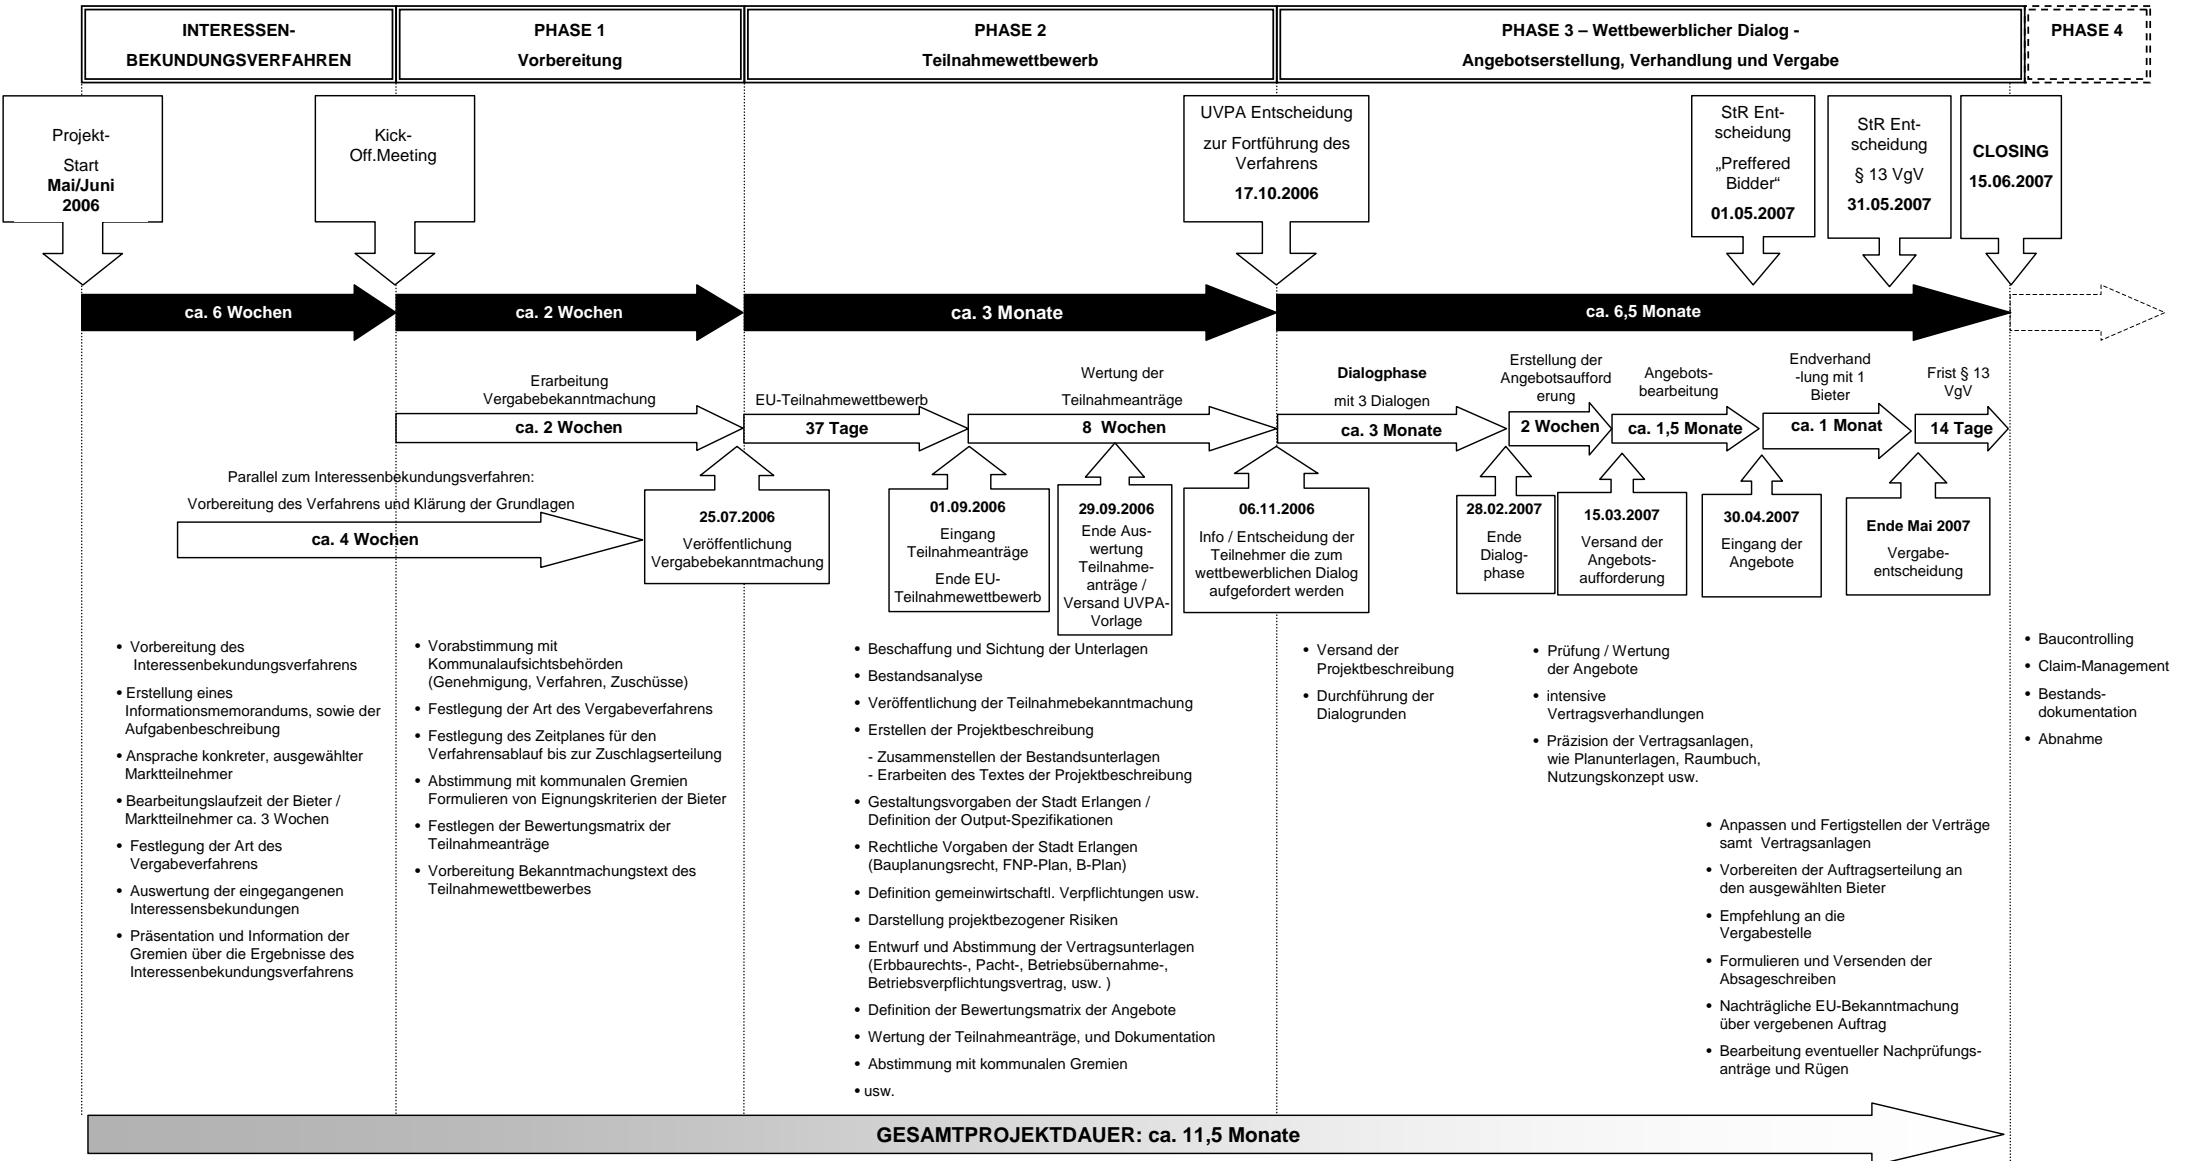 INTERESSEN-
BEKUNDUNGSVERFAHREN
PHASE 1
Vorbereitung
PHASE 2
Teilnahmewettbewerb
PHASE 3 – Wettbewerblicher Dialog -
Angebotserstellung, Verhandlung und Vergabe
PHASE 4
Projekt-
Start
Mai/Juni
2006
Kick-
Off.Meeting
UVPA Entscheidung
zur Fortführung des
Verfahrens
17.10.2006
StR Ent-
scheidung
„Preffered
Bidder“
01.05.2007
StR Ent-
scheidung
§ 13 VgV
31.05.2007
CLOSING
15.06.2007
ca. 6 Wochen
ca. 2 Wochen
ca. 3 Monate
ca. 6,5 Monate
Erarbeitung
Vergabebekanntmachung
ca. 2 Wochen
EU-Teilnahmewettbewerb
37 Tage
Wertung der
Teilnahmeanträge
8 Wochen
Dialogphase
mit 3 Dialogen
ca. 3 Monate
Erstellung der
Angebotsaufford
erung
2 Wochen
Angebots-
bearbeitung
ca. 1,5 Monate
Endverhand
-lung mit 1
Bieter
ca. 1 Monat
Frist § 13
VgV
14 Tage
Parallel zum Interessenbekundungsverfahren:
Vorbereitung des Verfahrens und Klärung der Grundlagen
ca. 4 Wochen
25.07.2006
Veröffentlichung
Vergabebekanntmachung
01.09.2006
Eingang
Teilnahmeanträge
Ende EU-
Teilnahmewettbewerb
29.09.2006
Ende Aus-
wertung
Teilnahme-
anträge /
Versand UVPA-
Vorlage
06.11.2006
Info / Entscheidung der
Teilnehmer die zum
wettbewerblichen Dialog
aufgefordert werden
28.02.2007
Ende
Dialog-
phase
15.03.2007
Versand der
Angebots-
aufforderung
30.04.2007
Eingang der
Angebote
Ende Mai 2007
Vergabe-
entscheidung
• Vorbereitung des
Interessenbekundungsverfahrens
• Erstellung eines
Informationsmemorandums, sowie der
Aufgabenbeschreibung
• Ansprache konkreter, ausgewählter
Marktteilnehmer
• Bearbeitungslaufzeit der Bieter /
Marktteilnehmer ca. 3 Wochen
• Festlegung der Art des
Vergabeverfahrens
• Auswertung der eingegangenen
Interessensbekundungen
• Präsentation und Information der
Gremien über die Ergebnisse des
Interessenbekundungsverfahrens
• Vorabstimmung mit
Kommunalaufsichtsbehörden
(Genehmigung, Verfahren, Zuschüsse)
• Festlegung der Art des Vergabeverfahrens
• Festlegung des Zeitplanes für den
Verfahrensablauf bis zur Zuschlagserteilung
• Abstimmung mit kommunalen Gremien
Formulieren von Eignungskriterien der Bieter
• Festlegen der Bewertungsmatrix der
Teilnahmeanträge
• Vorbereitung Bekanntmachungstext des
Teilnahmewettbewerbes
• Beschaffung und Sichtung der Unterlagen
• Bestandsanalyse
• Veröffentlichung der Teilnahmebekanntmachung
• Erstellen der Projektbeschreibung
- Zusammenstellen der Bestandsunterlagen
- Erarbeiten des Textes der Projektbeschreibung
• Gestaltungsvorgaben der Stadt Erlangen /
Definition der Output-Spezifikationen
• Rechtliche Vorgaben der Stadt Erlangen
(Bauplanungsrecht, FNP-Plan, B-Plan)
• Definition gemeinwirtschaftl. Verpflichtungen usw.
• Darstellung projektbezogener Risiken
• Entwurf und Abstimmung der Vertragsunterlagen
(Erbbaurechts-, Pacht-, Betriebsübernahme-,
Betriebsverpflichtungsvertrag, usw. )
• Definition der Bewertungsmatrix der Angebote
• Wertung der Teilnahmeanträge, und Dokumentation
• Abstimmung mit kommunalen Gremien
• usw.
• Versand der
Projektbeschreibung
• Durchführung der
Dialogrunden
• Prüfung / Wertung
der Angebote
• intensive
Vertragsverhandlungen
• Präzision der Vertragsanlagen,
wie Planunterlagen, Raumbuch,
Nutzungskonzept usw.
• Anpassen und Fertigstellen der Verträge
samt Vertragsanlagen
• Vorbereiten der Auftragserteilung an
den ausgewählten Bieter
• Empfehlung an die
Vergabestelle
• Formulieren und Versenden der
Absageschreiben
• Nachträgliche EU-Bekanntmachung
über vergebenen Auftrag
• Bearbeitung eventueller Nachprüfungs-
anträge und Rügen
• Baucontrolling
• Claim-Management
• Bestands-
dokumentation
• Abnahme
GESAMTPROJEKTDAUER: ca. 11,5 Monate